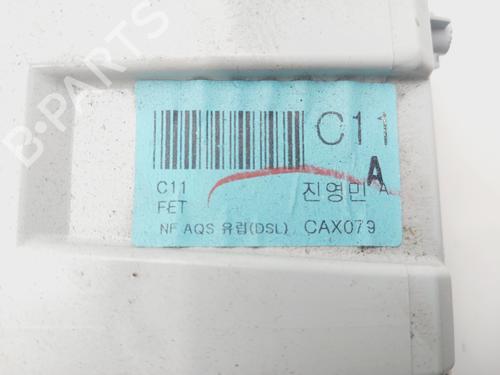 B-PARTS
C11
A
C11
FET
진영민 A
NF AQS 유럽(DSL) CAX079